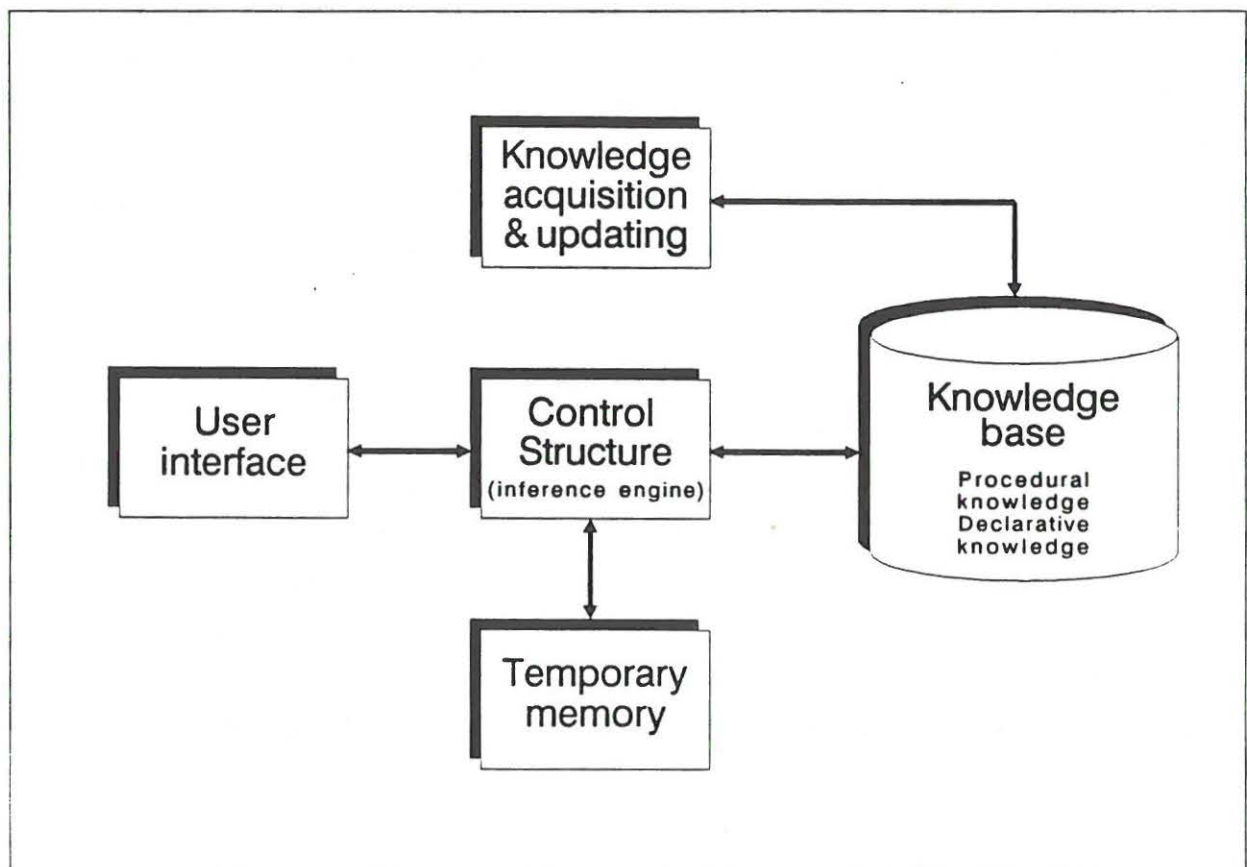 Knowledge
acquisition
& updating
User
interface
Control
Structure
(inference engine)
Knowledge
base
Procedural
knowledge
Declarative
knowledge
Temporary
memory